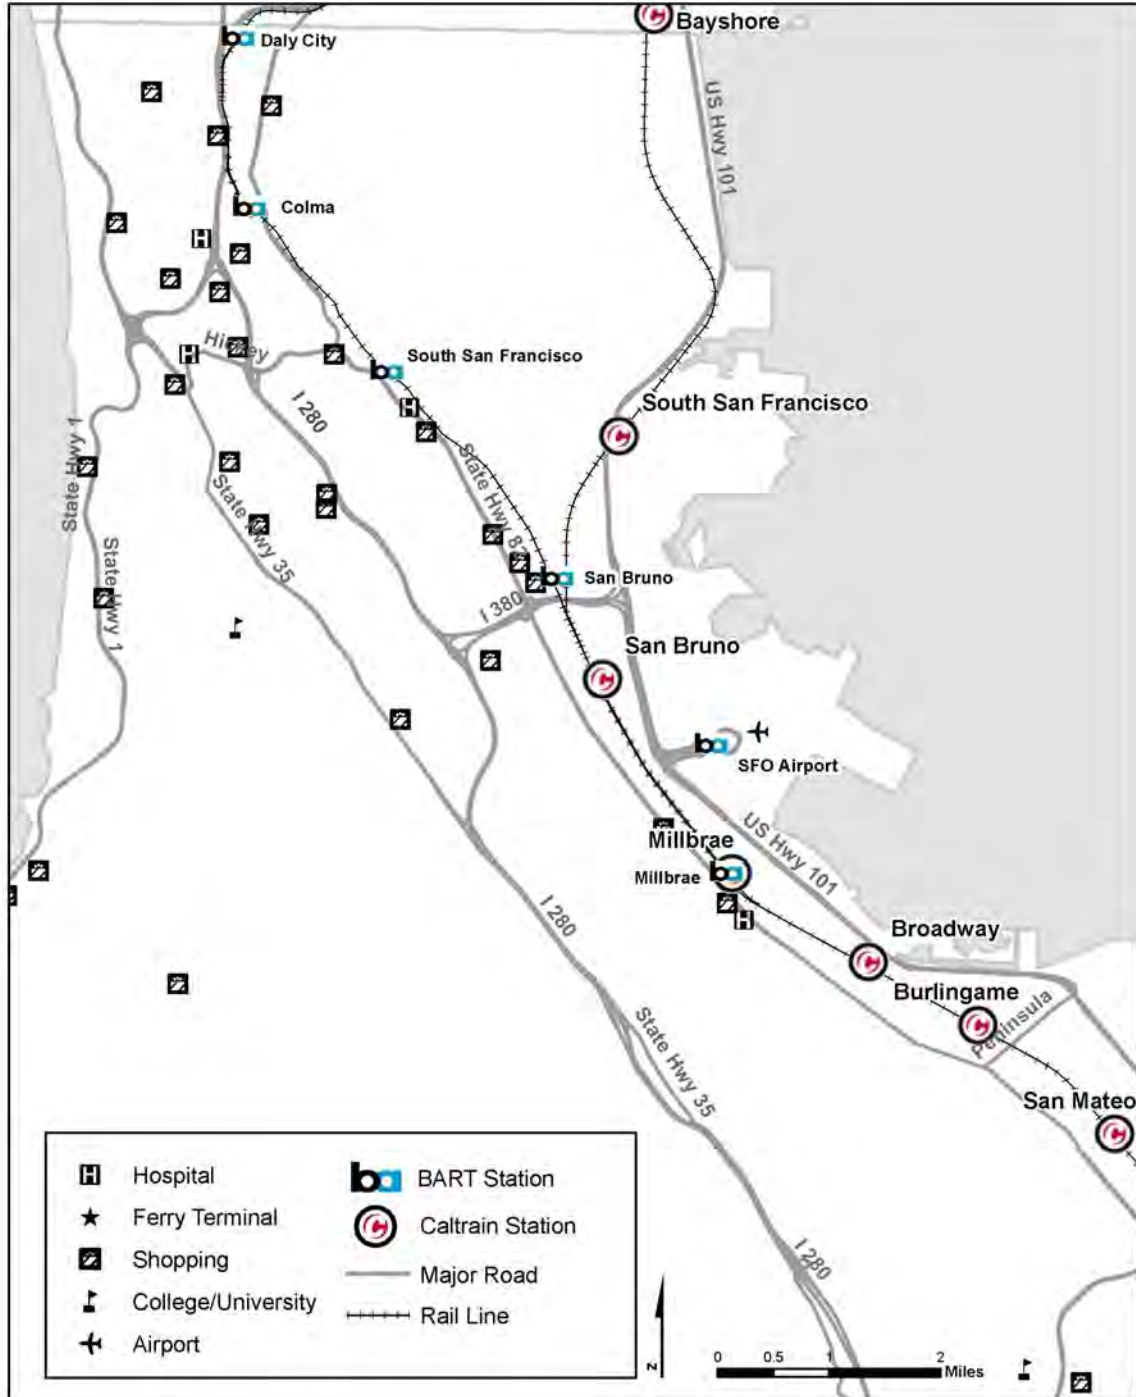 Bayshore
Daly City
US Hwy 101
Colma
Hickey
South San Francisco
I 280
South San Francisco
State Hwy 1
State Hwy 35
State Hwy 82
State Hwy 1
San Bruno
I 380
San Bruno
SFO Airport
US Hwy 101
Millbrae
Millbrae
I 280
Broadway
Burlingame
Peninsula
State Hwy 35
San Mateo
I 280
Hospital
Ferry Terminal
Shopping
College/University
Airport
BART Station
Caltrain Station
Major Road
Rail Line
N
0 0.5 1 2
Miles